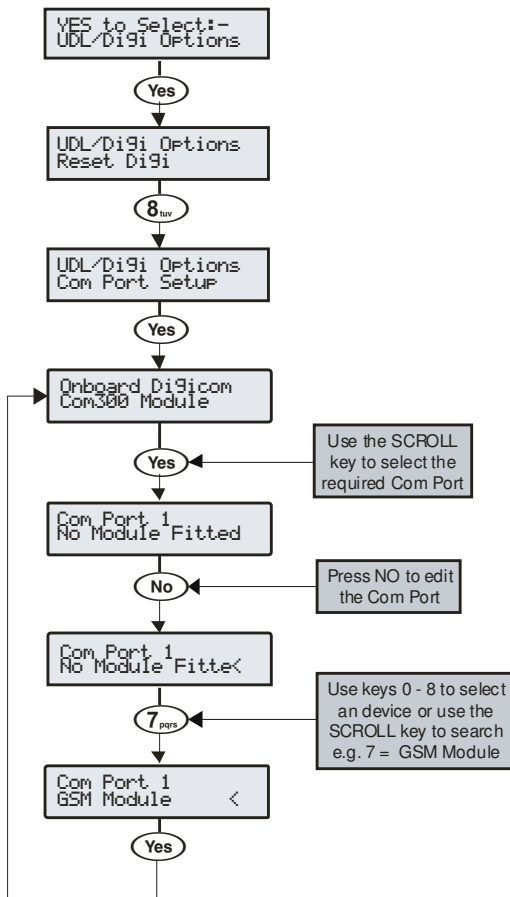 YES to Select:-
UDL/Digi Options
Yes
UDL/Digi Options
Reset Digi
8tuv
UDL/Digi Options
Com Port Setup
Yes
Onboard Digicom
Com300 Module
Yes
Use the SCROLL
key to select the
required Com Port
Com Port 1
No Module Fitted
No
Press NO to edit
the Com Port
Com Port 1
No Module Fitte<
7pqrs
Use keys 0 - 8 to select
an device or use the
SCROLL key to search
e.g. 7 = GSM Module
Com Port 1
GSM Module <
Yes